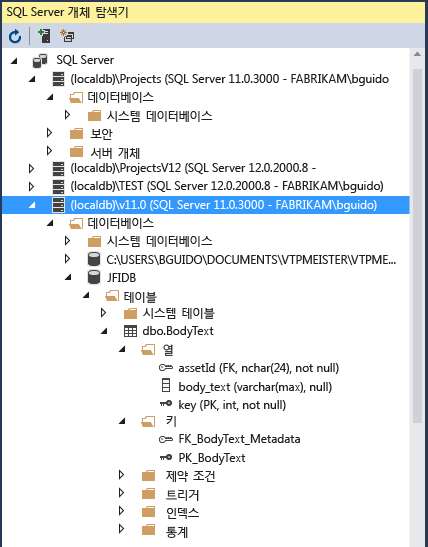 SQL Server 개체 탐색기
SQL Server
(localdb)\Projects (SQL Server 11.0.3000 - FABRIKAM\bguido
데이터베이스
시스템 데이터베이스
보안
서버 개체
(localdb)\ProjectsV12 (SQL Server 12.0.2000.8 -
(localdb)\TEST (SQL Server 12.0.2000.8 - FABRIKAM\bguido)
(localdb)\v11.0 (SQL Server 11.0.3000 - FABRIKAM\bguido)
데이터베이스
시스템 데이터베이스
C:\USERS\BGUIDO\DOCUMENTS\VTPMEISTER\VTPME...
JFIDB
테이블
시스템 테이블
dbo.BodyText
열
assetId (FK, nchar(24), not null)
body_text (varchar(max), null)
key (PK, int, not null)
키
FK_BodyText_Metadata
PK_BodyText
제약 조건
트리거
인덱스
통계